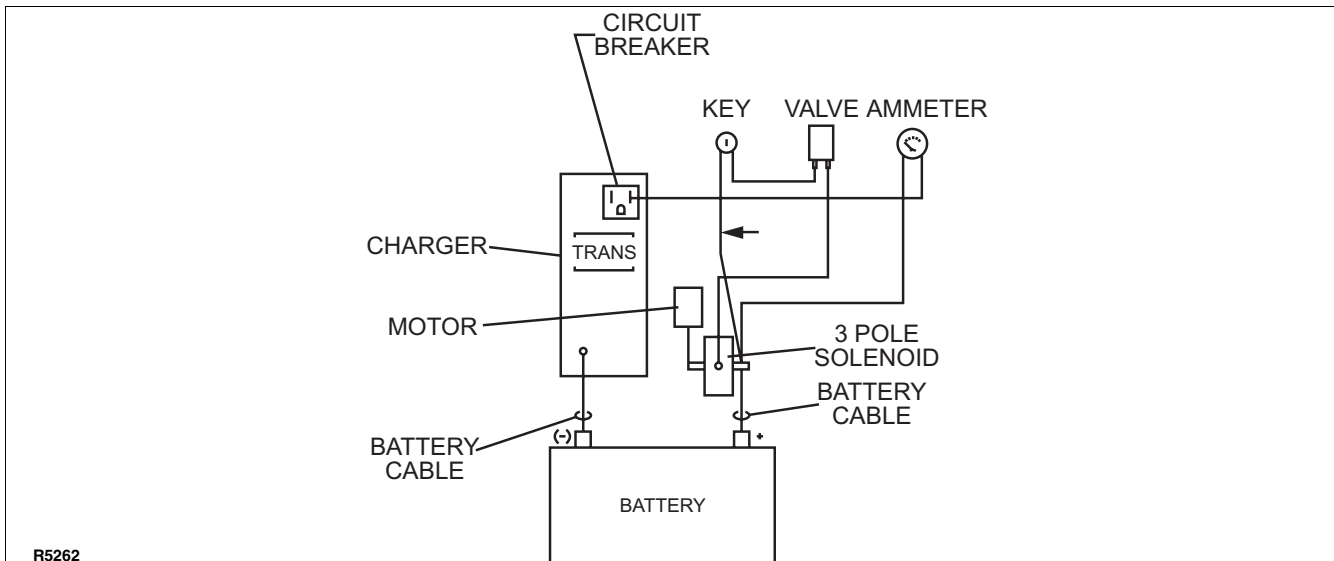 CIRCUIT
BREAKER
KEY
VALVE
AMMETER
CHARGER
TRANS
MOTOR
3 POLE
SOLENOID
BATTERY
CABLE
(-)
+
BATTERY
CABLE
BATTERY
R5262